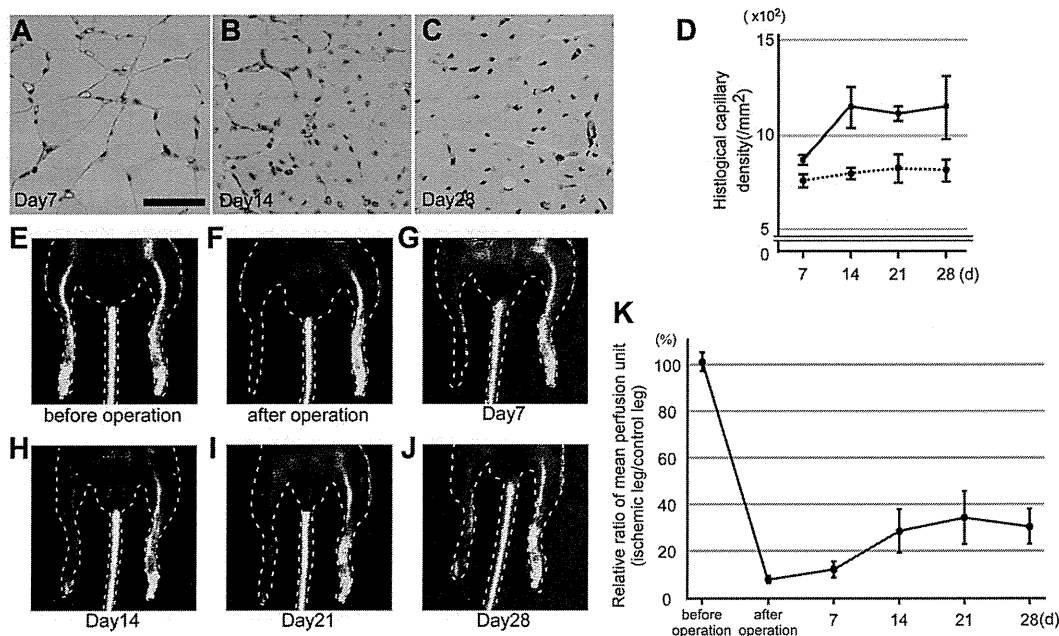 A
B
C
Day7
Day14
Day28
D
(×10²)
Histlogical capillary
density(/mm²)
15
10
5
0
7 14 21 28 (d)
E
F
G
before operation
after operation
Day7
H
I
J
Day14
Day21
Day28
K
(%)
Relative ratio of mean perfusion unit
(ischemic leg/control leg)
100
80
60
40
20
0
before
operation
after
operation
7 14 21 28(d)